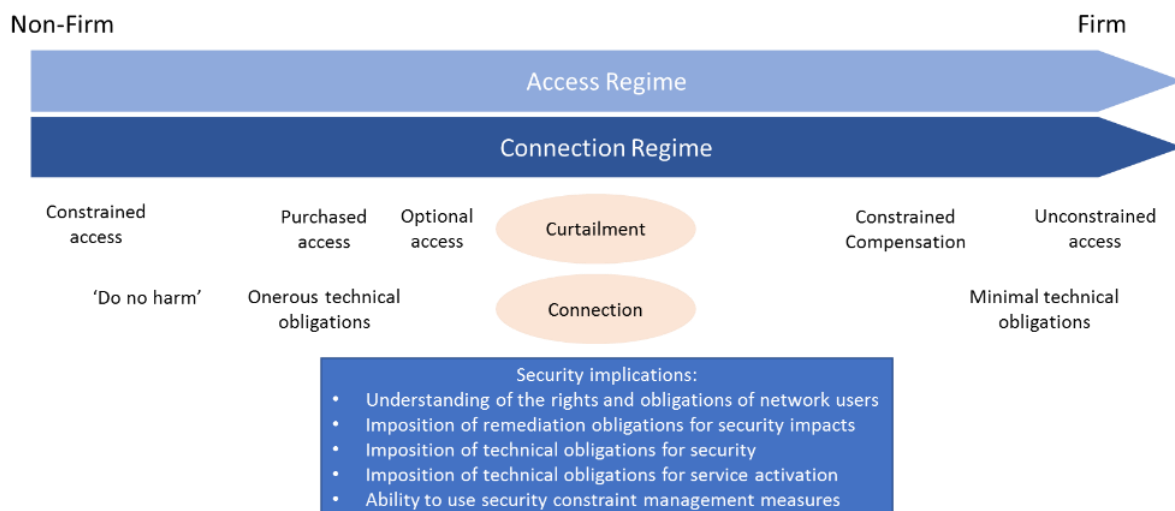 Non-Firm
Firm
Access Regime
Connection Regime
Constrained
access
Purchased
access
Optional
access
Curtailment
Constrained
Compensation
Unconstrained
access
‘Do no harm’
Onerous technical
obligations
Connection
Minimal technical
obligations
Security implications:
• Understanding of the rights and obligations of network users
• Imposition of remediation obligations for security impacts
• Imposition of technical obligations for security
• Imposition of technical obligations for service activation
• Ability to use security constraint management measures